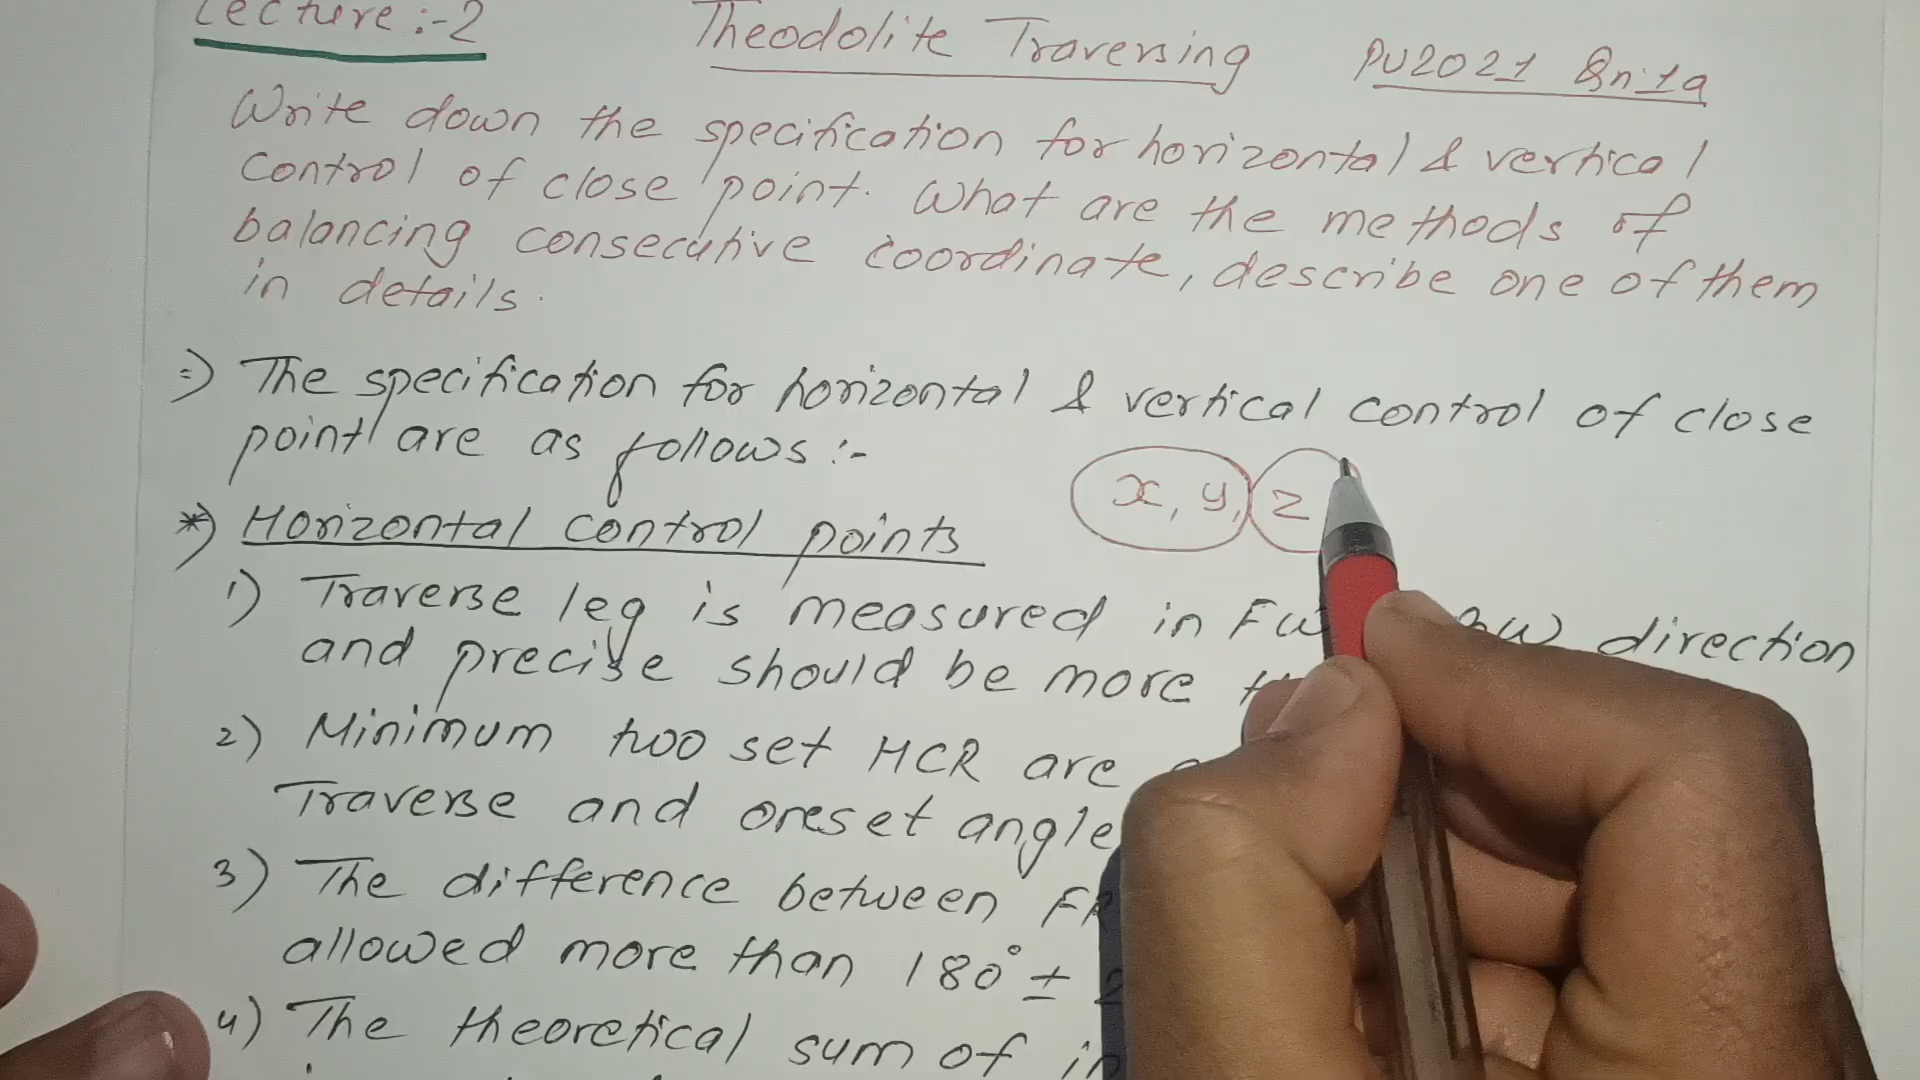 Lecture:-2
Theodolite Traversing PU2021 Qn:1a
Write down the specification for horizontal & vertical
control of close point. What are the methods of
balancing consecutive coordinate, describe one of them
in details.
=> The specification for horizontal & vertical control of close
point are as follows:-
x, y, z
*) Horizontal control points
1) Traverse leg is measured in direction
and precise should be more
2) Minimum two set HCR are
Traverse and oneset angle
3) The difference between
allowed more than 180° ±
4) The theoretical sum of